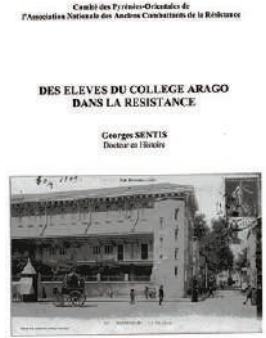 Comité des Pyrénées-Orientales de
l'Association Nationale des Anciens Combattants de la Résistance
DES ELEVES DU COLLEGE ARAGO
DANS LA RESISTANCE
Georges SENTIS
Docteur en Histoire